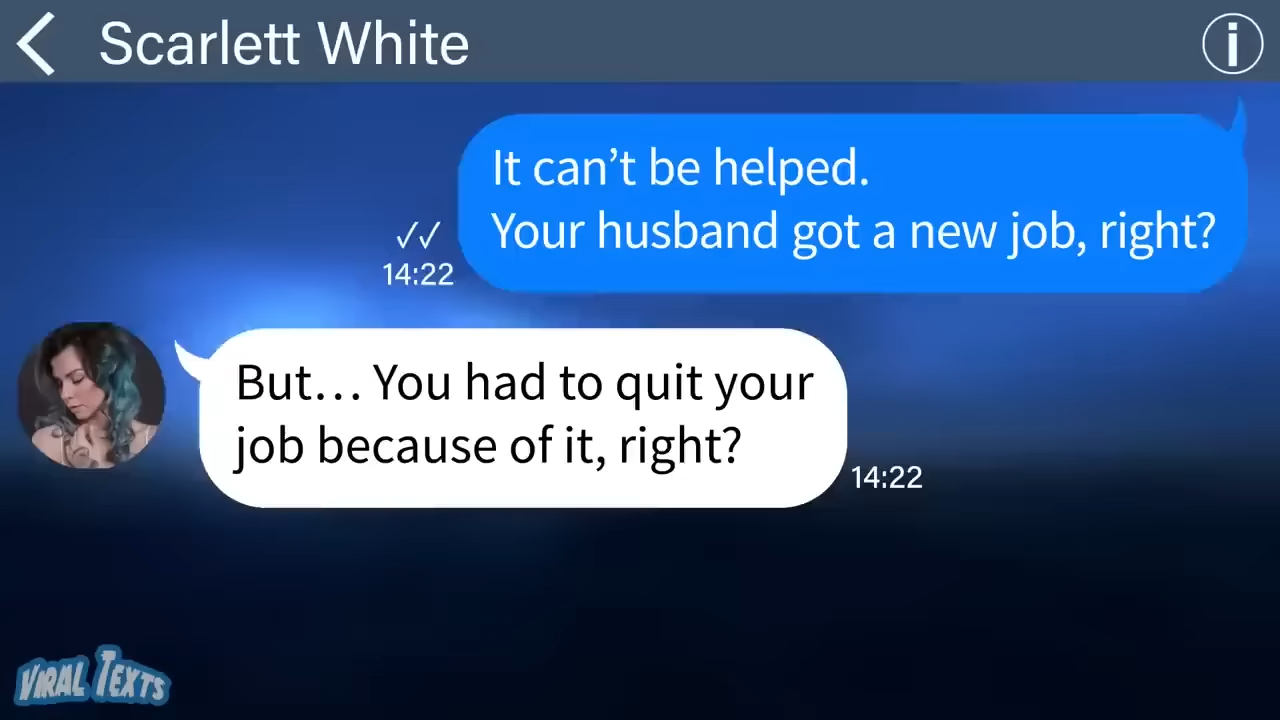 Scarlett White
It can’t be helped.
Your husband got a new job, right?
14:22
But... You had to quit your
job because of it, right?
14:22
VIRAL TEXTS